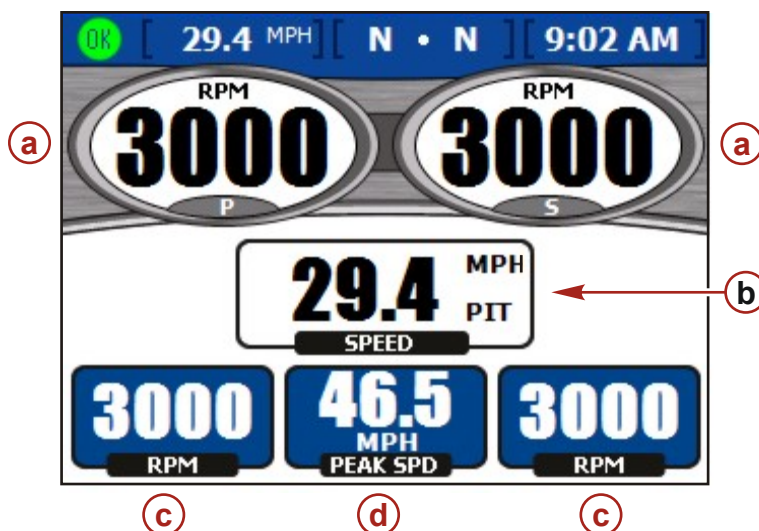 OK [ 29.4 MPH ] [ N • N ] [ 9:02 AM ]
RPM RPM
a 3000 3000 a
P S
29.4 MPH
PIT b
SPEED
3000 46.5 3000
MPH
RPM PEAK SPD RPM
c d c